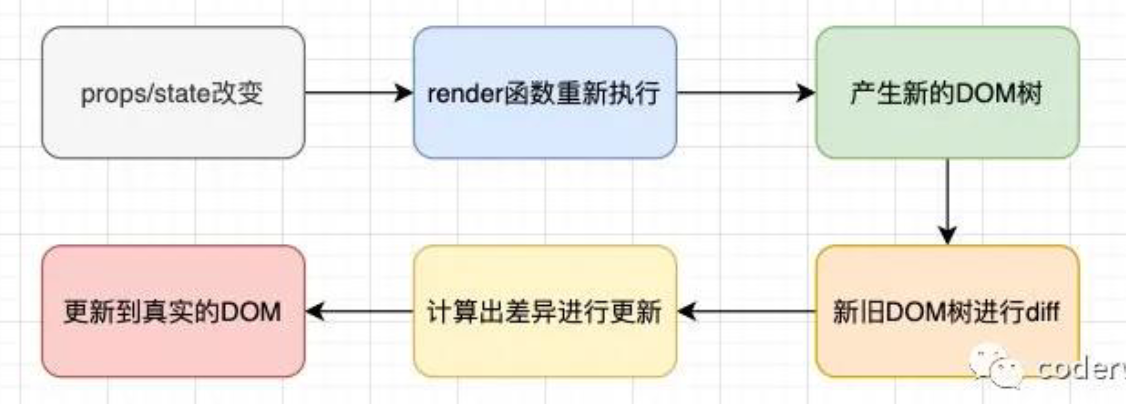 props/state改变
render函数重新执行
产生新的DOM树
更新到真实的DOM
计算出差异进行更新
新旧DOM树进行diff